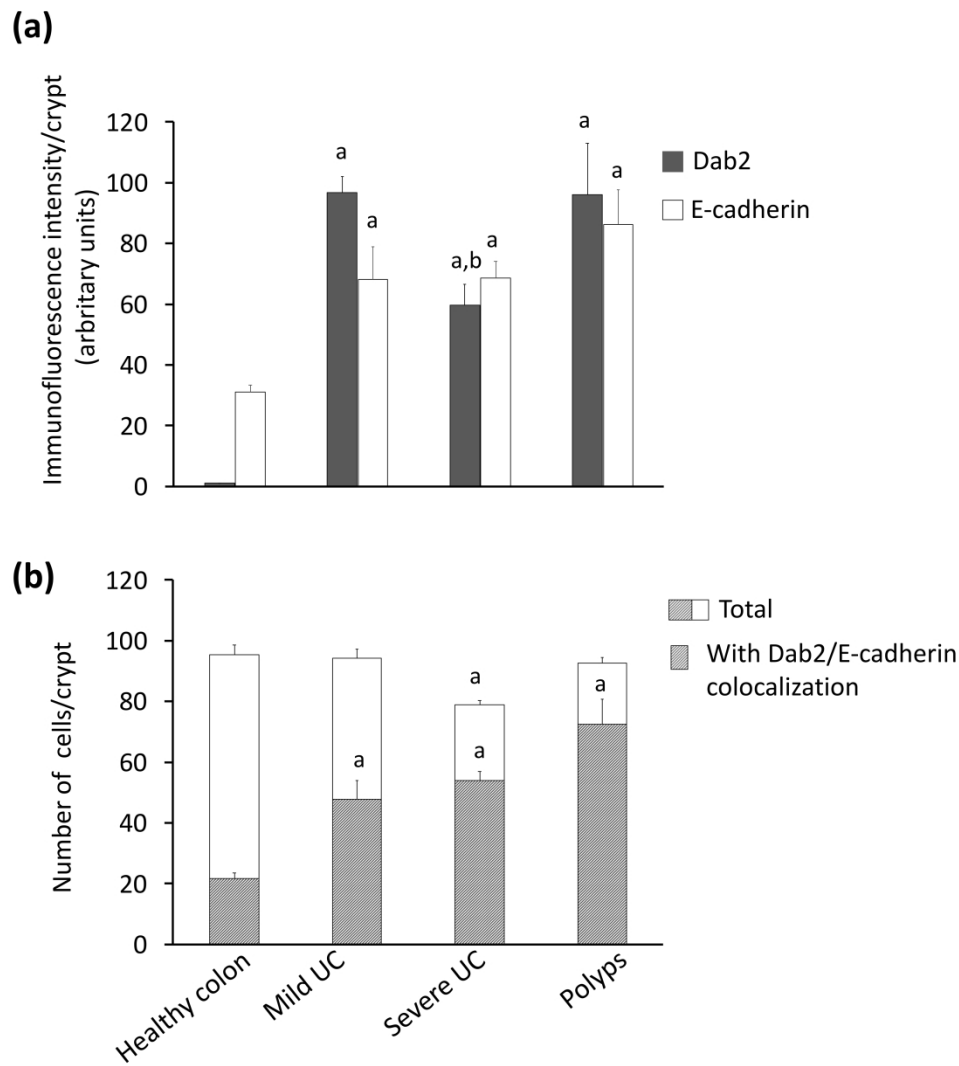 (a)
Immunofluorescence intensity/crypt
(arbritary units)
120
100
80
60
40
20
0
a
a
a,b
a
a
a
Dab2
E-cadherin
(b)
Number of cells/crypt
120
100
80
60
40
20
0
a
a
a
a
Total
With Dab2/E-cadherin
colocalization
Healthy colon
Mild UC
Severe UC
Polyps